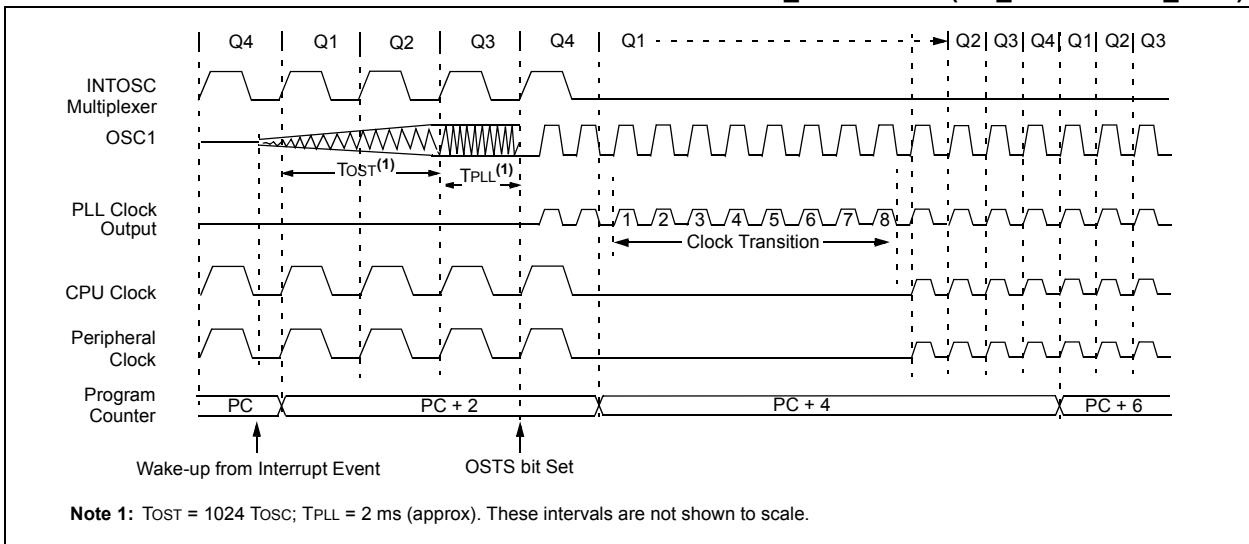 Q4 Q1 Q2 Q3 Q4 Q1 Q2 Q3 Q4 Q1 Q2 Q3
INTOSC
Multiplexer
OSC1
TOST(1)
TPLL(1)
PLL Clock
Output
1 2 3 4 5 6 7 8
Clock Transition
CPU Clock
Peripheral
Clock
Program
Counter
PC PC + 2 PC + 4 PC + 6
Wake-up from Interrupt Event
OSTS bit Set
Note 1: TOST = 1024 TOSC; TPLL = 2 ms (approx). These intervals are not shown to scale.